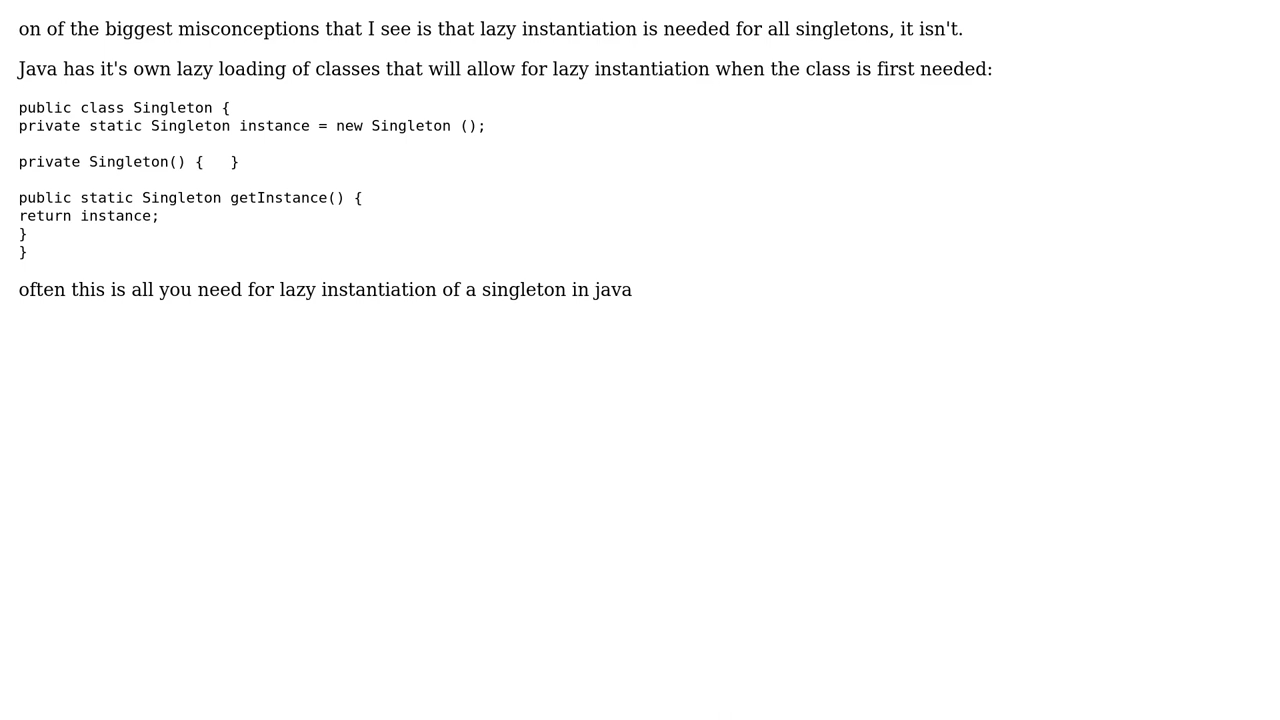 on of the biggest misconceptions that I see is that lazy instantiation is needed for all singletons, it isn't.
Java has it's own lazy loading of classes that will allow for lazy instantiation when the class is first needed:
public class Singleton {
private static Singleton instance = new Singleton ();
private Singleton() {   }
public static Singleton getInstance() {
return instance;
}
}
often this is all you need for lazy instantiation of a singleton in java